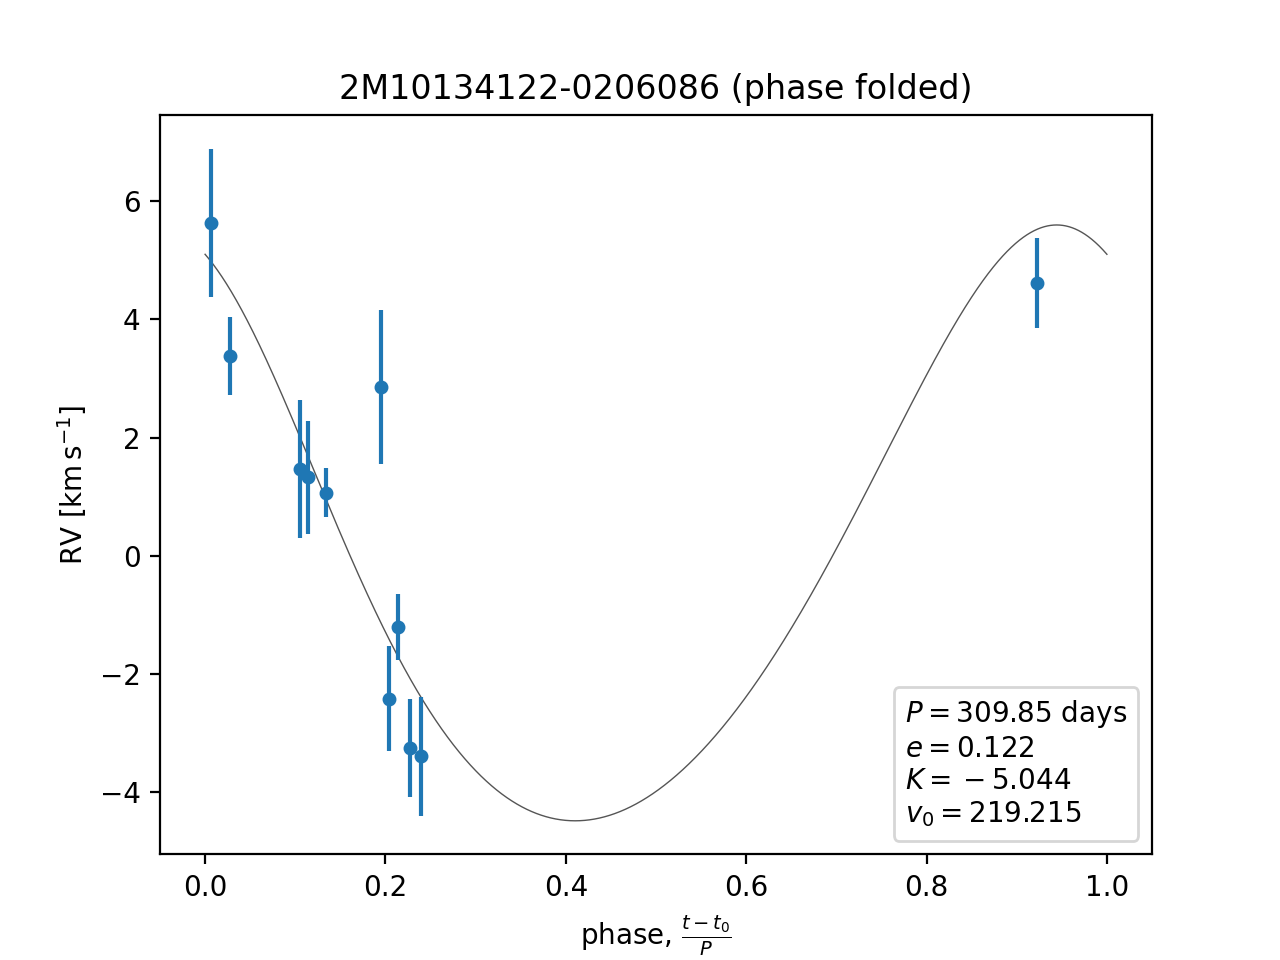 2M10134122-0206086 (phase folded)
RV [km s⁻¹]
6
4
2
0
−2
−4
0.0 0.2 0.4 0.6 0.8 1.0
phase, (t − t₀)/P
P = 309.85 days
e = 0.122
K = −5.044
v₀ = 219.215